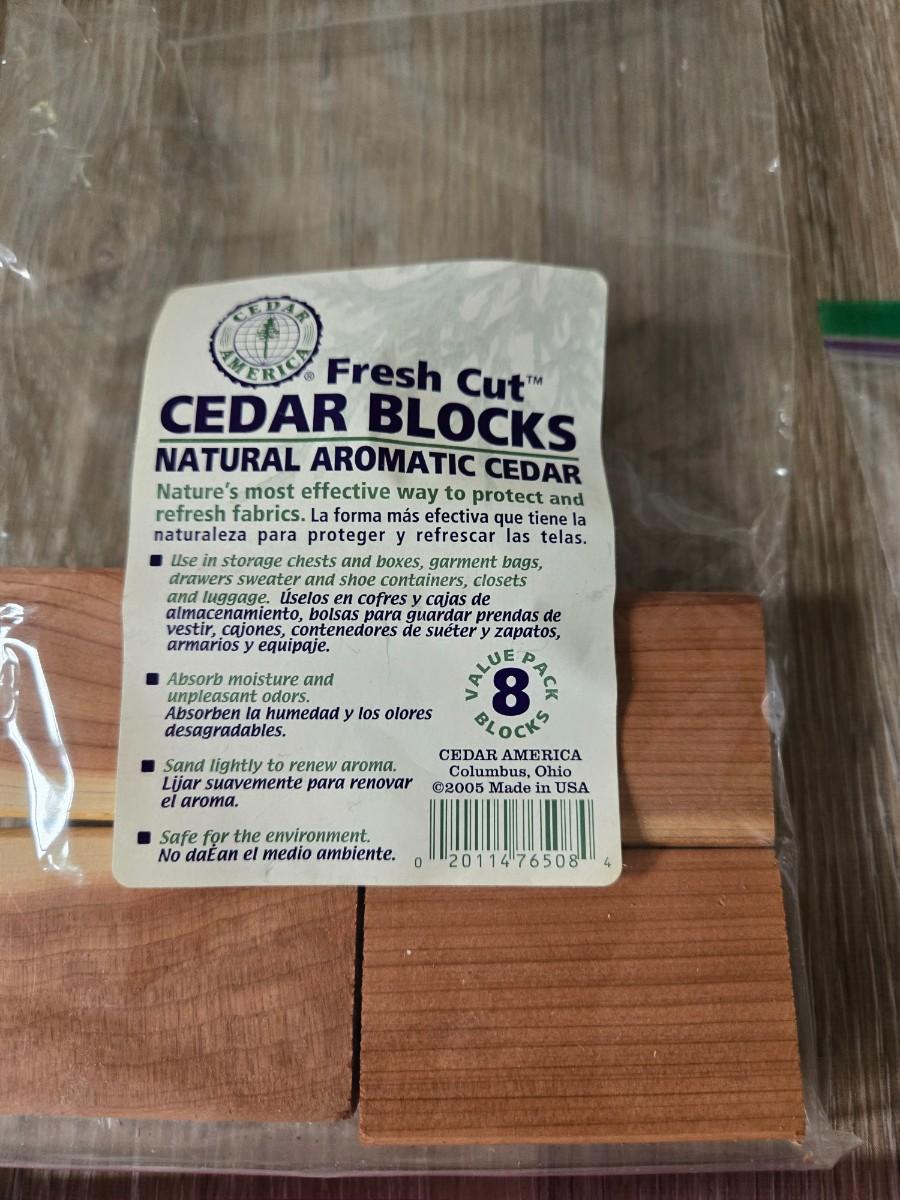 CEDAR
AMERICA
®
Fresh Cut™
CEDAR BLOCKS
NATURAL AROMATIC CEDAR
Nature's most effective way to protect and
refresh fabrics. La forma más efectiva que tiene la
naturaleza para proteger y refrescar las telas.
■ Use in storage chests and boxes, garment bags,
drawers sweater and shoe containers, closets
and luggage. Úselos en cofres y cajas de
almacenamiento, bolsas para guardar prendas de
vestir, cajones, contenedores de suéter y zapatos,
armarios y equipaje.
■ Absorb moisture and
unpleasant odors.
Absorben la humedad y los olores
desagradables.
■ Sand lightly to renew aroma.
Lijar suavemente para renovar
el aroma.
■ Safe for the environment.
No daÉan el medio ambiente.
VALUE PACK
8
BLOCKS
CEDAR AMERICA
Columbus, Ohio
©2005 Made in USA
0 20114 76508 4